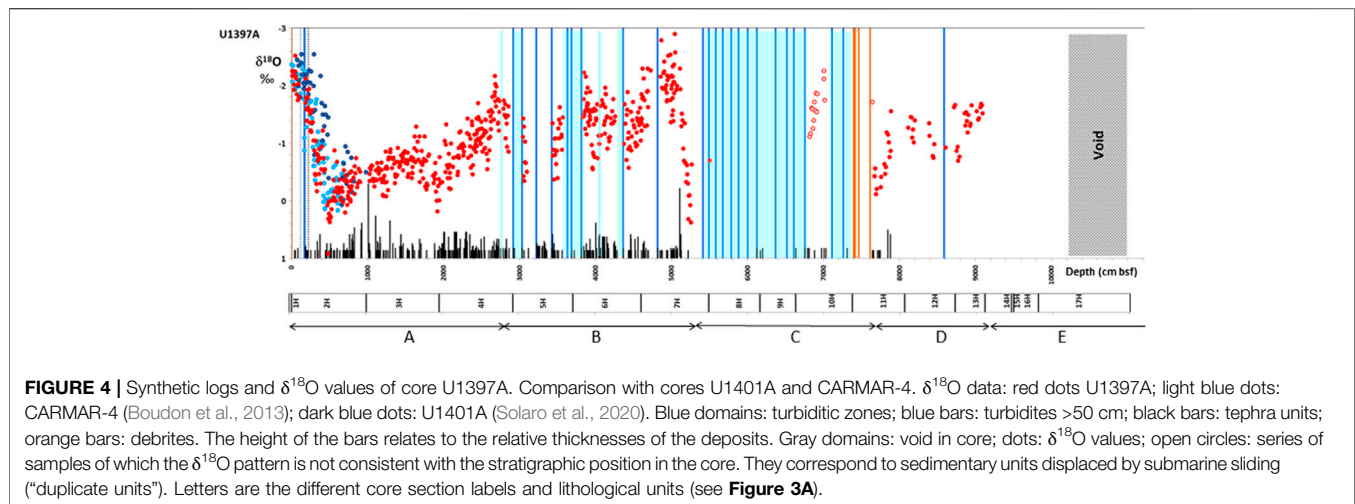 -3
U1397A
δ¹⁸O
‰
-2
-1
0
1
Void
0 1000 2000 3000 4000 5000 6000 7000 8000 9000 10000 Depth (cm bsf)
1H 2H 3H 4H 5H 6H 7H 8H 9H 10H 11H 12H 13H 14H 15H 16H 17H
A B C D E
FIGURE 4 | Synthetic logs and δ¹⁸O values of core U1397A. Comparison with cores U1401A and CARMAR-4. δ¹⁸O data: red dots U1397A; light blue dots:
CARMAR-4 (Boudon et al., 2013); dark blue dots: U1401A (Solaro et al., 2020). Blue domains: turbiditic zones; blue bars: turbidites >50 cm; black bars: tephra units;
orange bars: debrites. The height of the bars relates to the relative thicknesses of the deposits. Gray domains: void in core; dots: δ¹⁸O values; open circles: series of
samples of which the δ¹⁸O pattern is not consistent with the stratigraphic position in the core. They correspond to sedimentary units displaced by submarine sliding
(“duplicate units”). Letters are the different core section labels and lithological units (see Figure 3A).